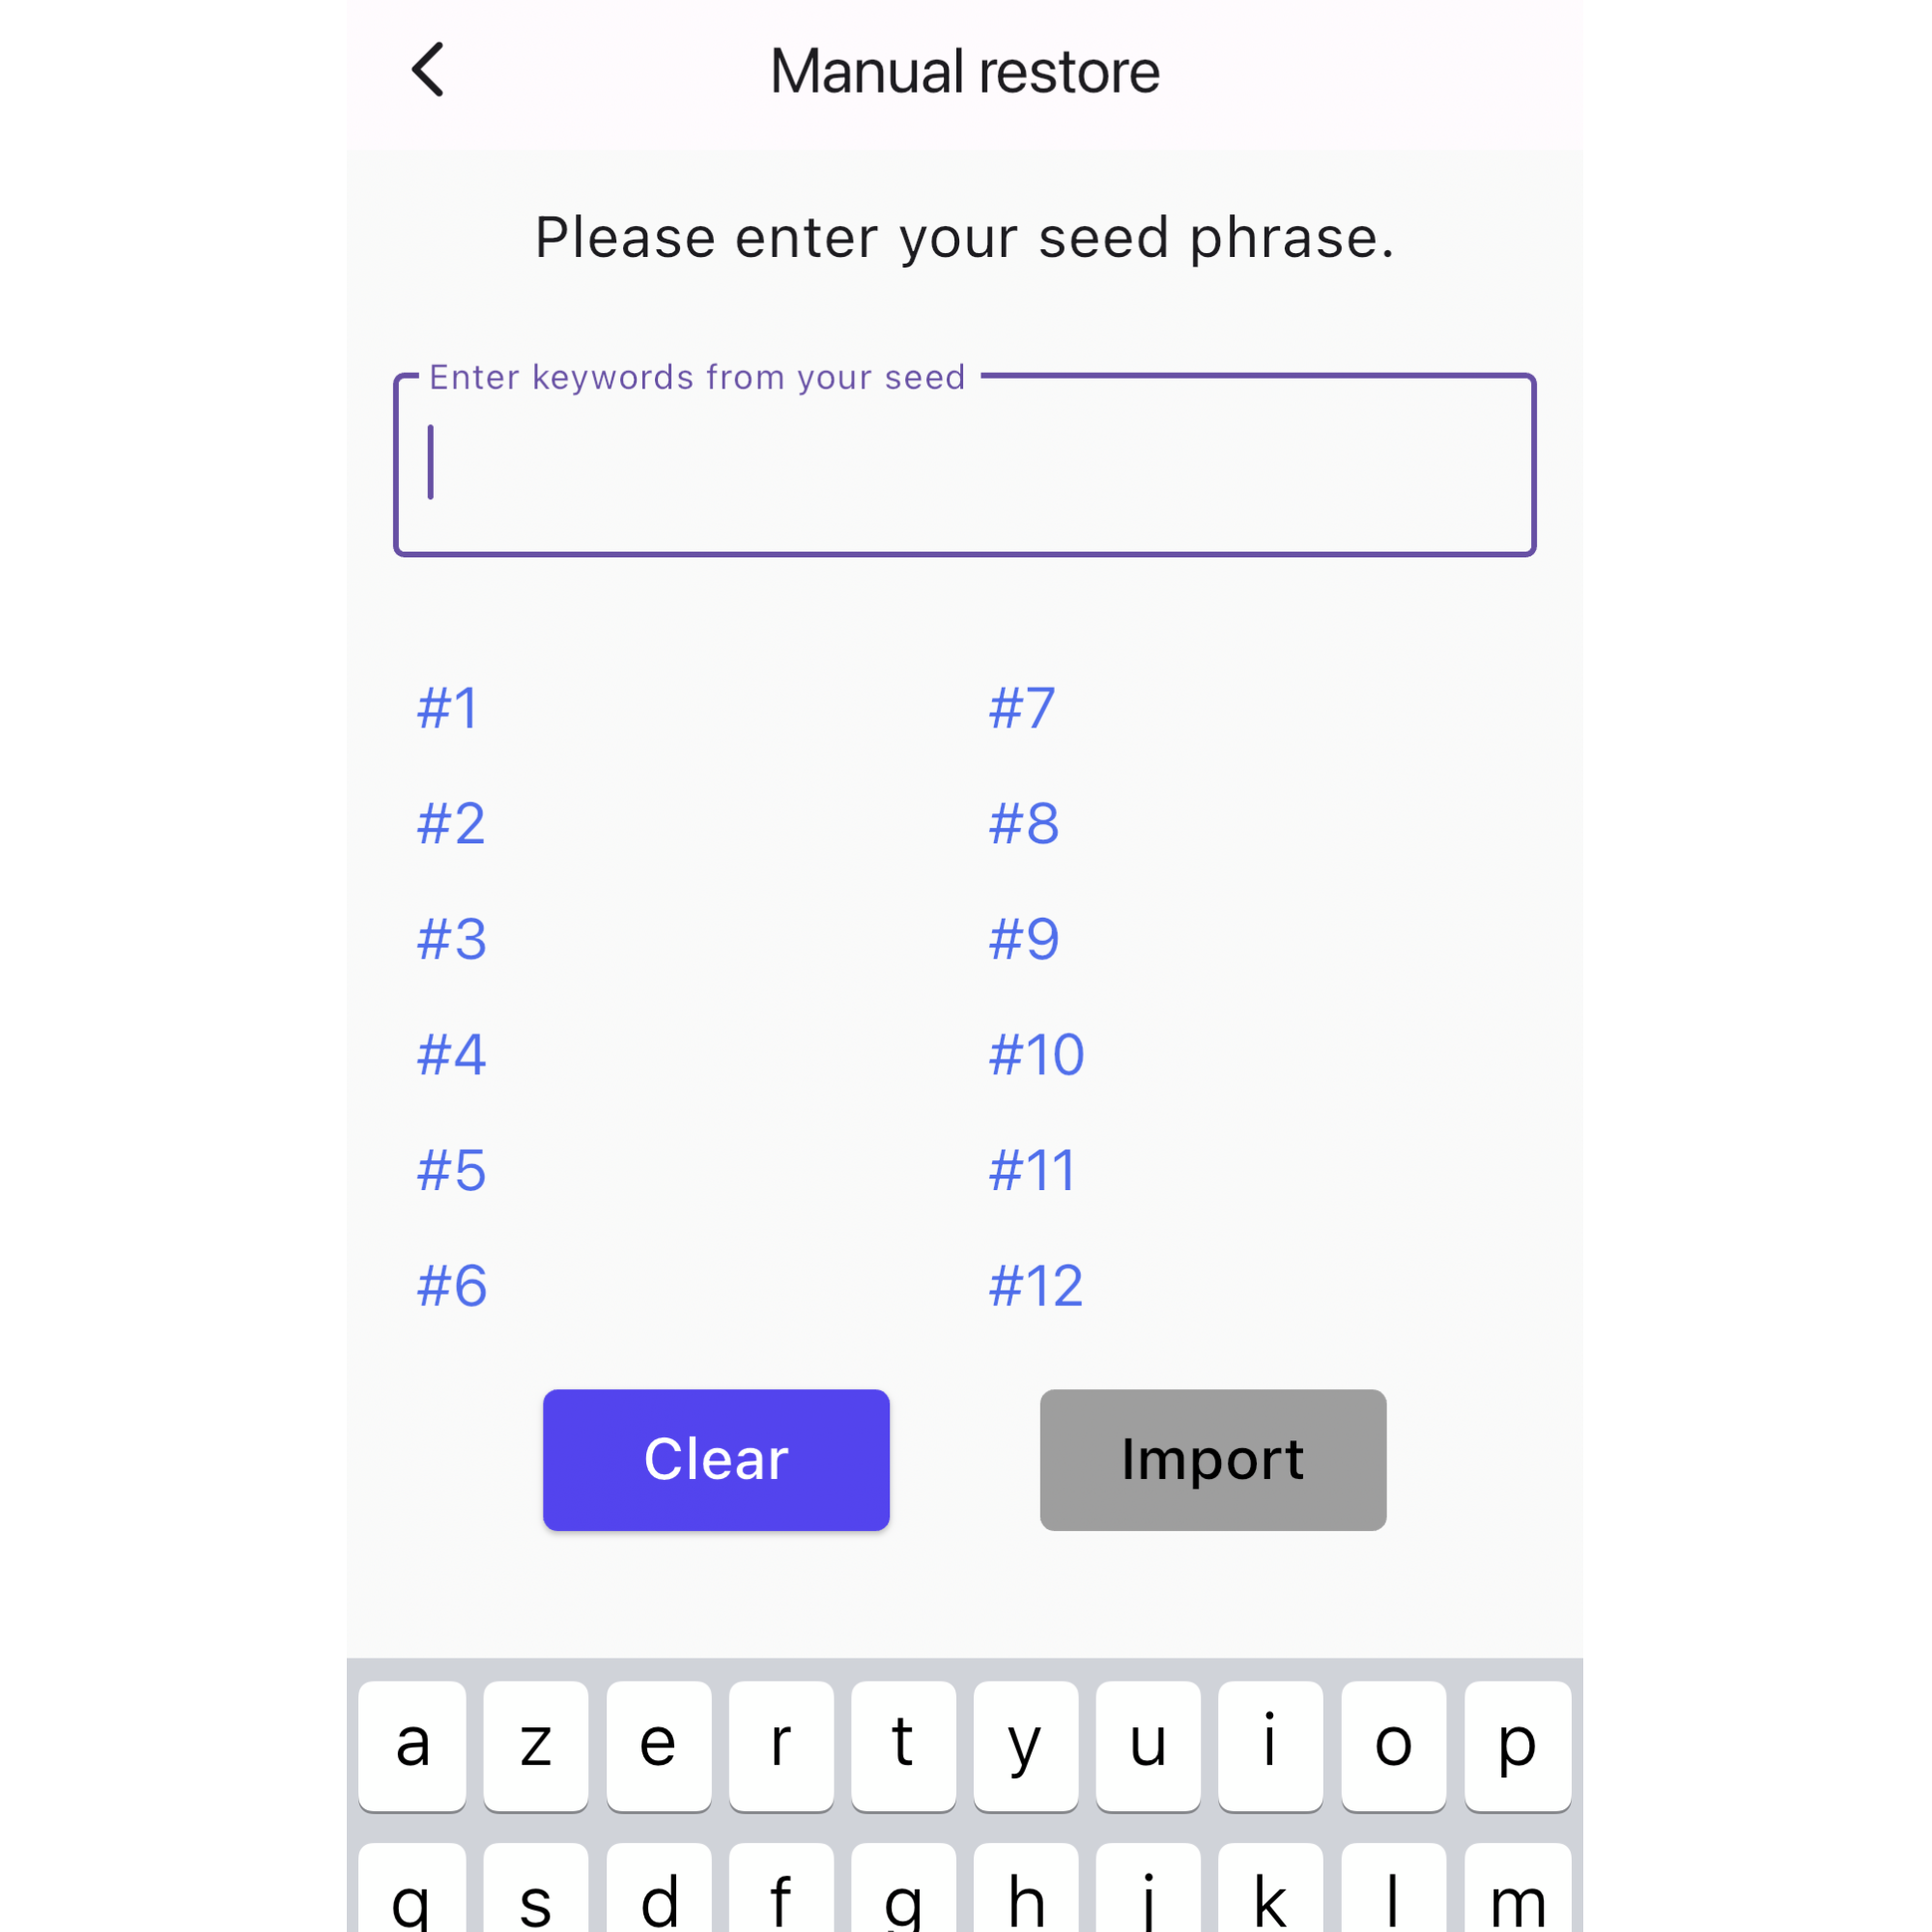 Manual restore
Please enter your seed phrase.
Enter keywords from your seed
#1 #7
#2 #8
#3 #9
#4 #10
#5 #11
#6 #12
Clear Import
a z e r t y u i o p
q s d f g h j k l m